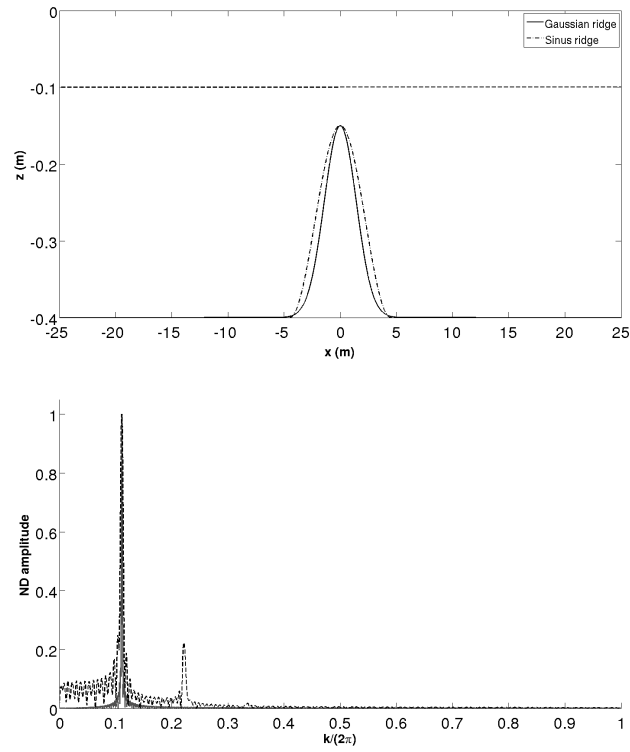 0
-0.1
-0.2
-0.3
-0.4
z (m)
Gaussian ridge
Sinus ridge
-25 -20 -15 -10 -5 0 5 10 15 20 25
x (m)
1
0.8
0.6
0.4
0.2
0
ND amplitude
0 0.1 0.2 0.3 0.4 0.5 0.6 0.7 0.8 0.9 1
k/(2π)